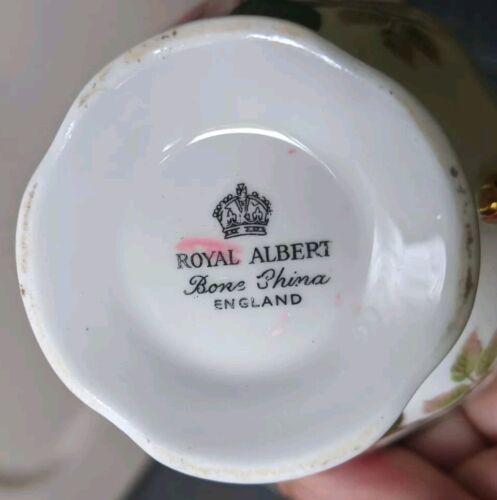 ROYAL ALBERT
Bone China
ENGLAND